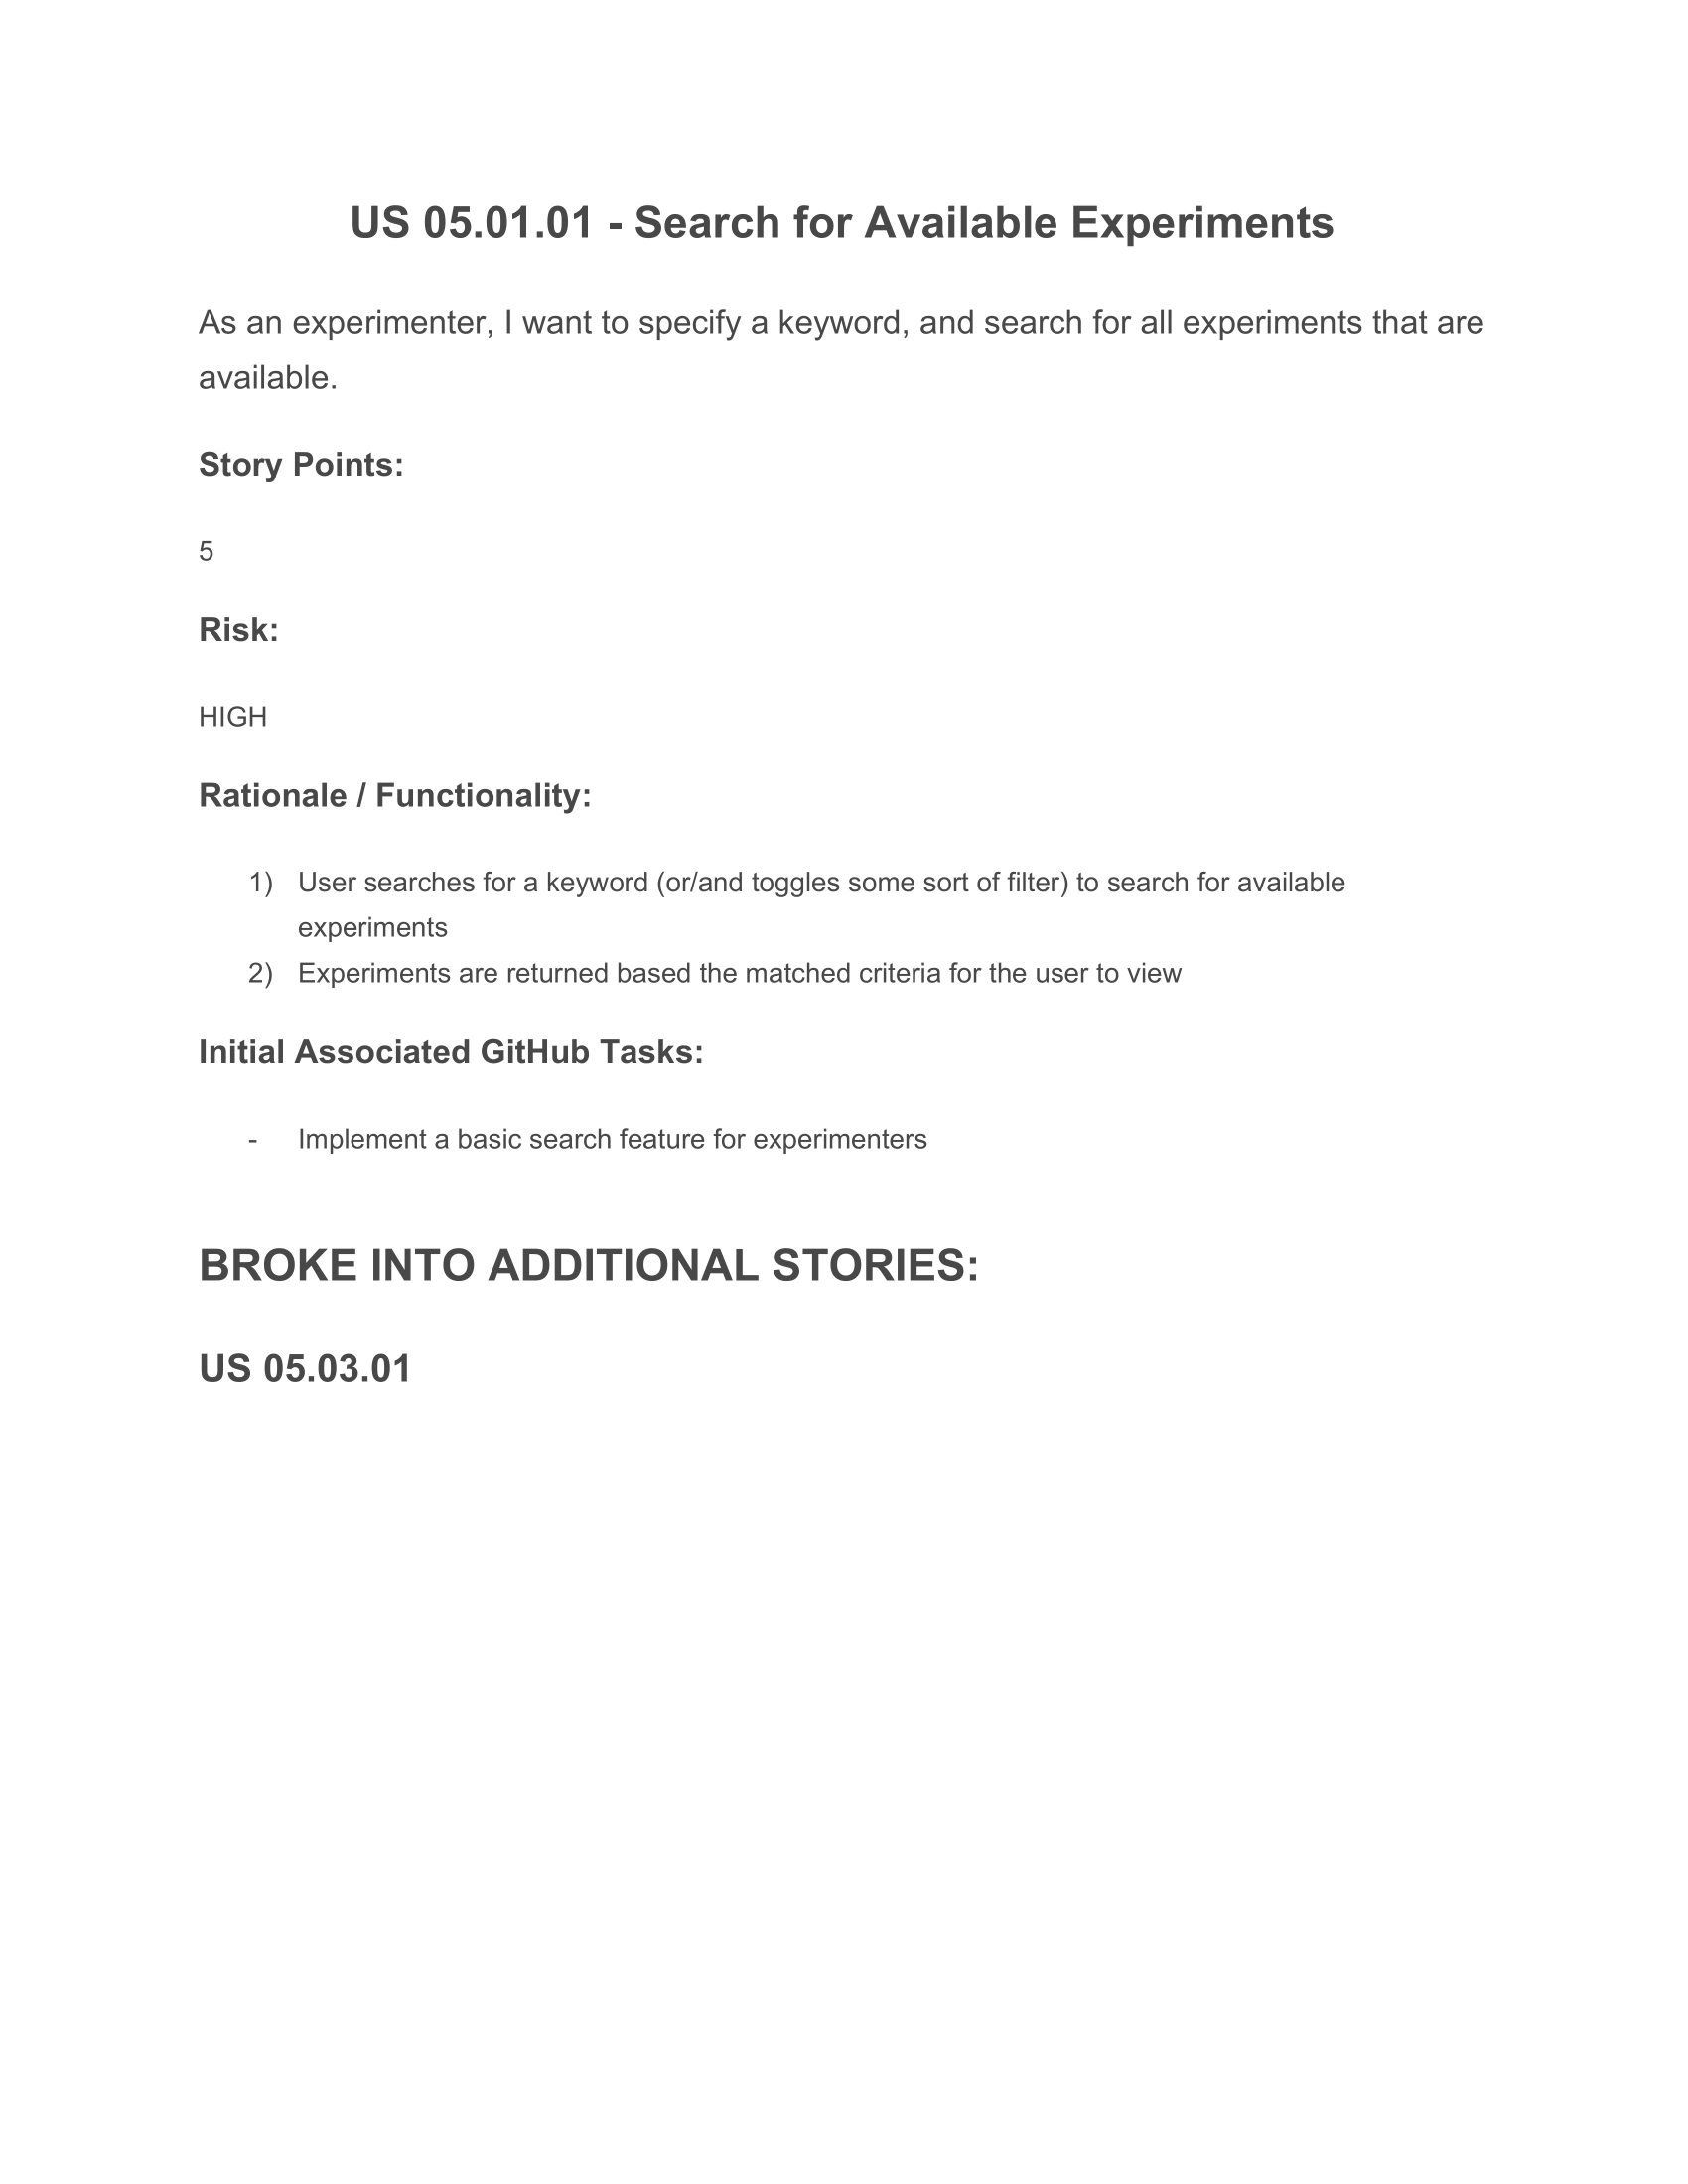 US 05.01.01 - Search for Available Experiments
As an experimenter, I want to specify a keyword, and search for all experiments that are
available.
Story Points:
5
Risk:
HIGH
Rationale / Functionality:
1) User searches for a keyword (or/and toggles some sort of filter) to search for available
experiments
2) Experiments are returned based the matched criteria for the user to view
Initial Associated GitHub Tasks:
- Implement a basic search feature for experimenters
BROKE INTO ADDITIONAL STORIES:
US 05.03.01